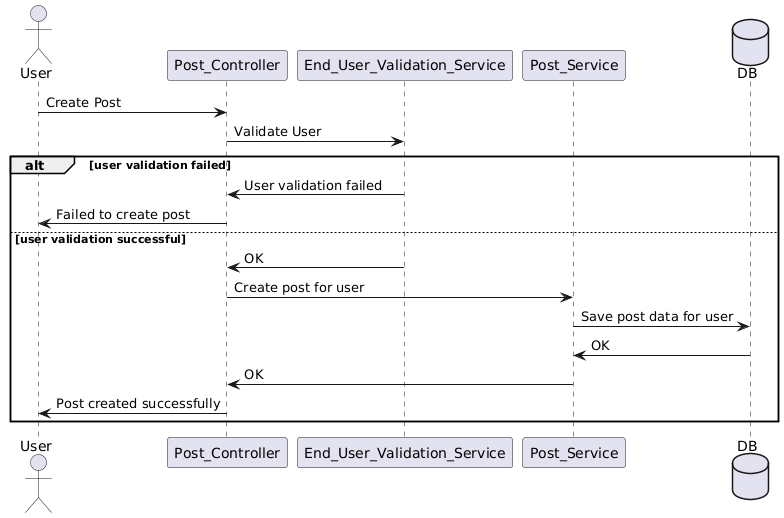 User
Post_Controller
End_User_Validation_Service
Post_Service
DB
Create Post
Validate User
alt
[user validation failed]
User validation failed
Failed to create post
[user validation successful]
OK
Create post for user
Save post data for user
OK
OK
Post created successfully
User
Post_Controller
End_User_Validation_Service
Post_Service
DB